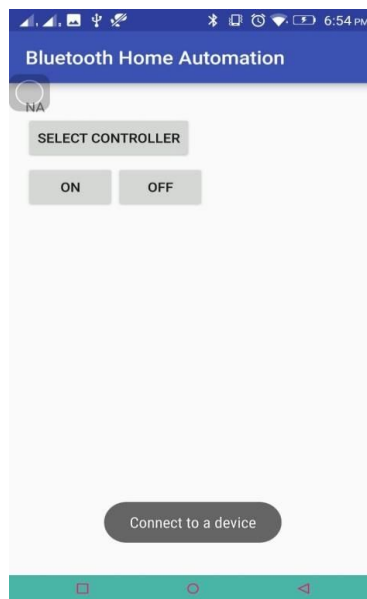 6:54 PM
Bluetooth Home Automation
NA
SELECT CONTROLLER
ON OFF
Connect to a device